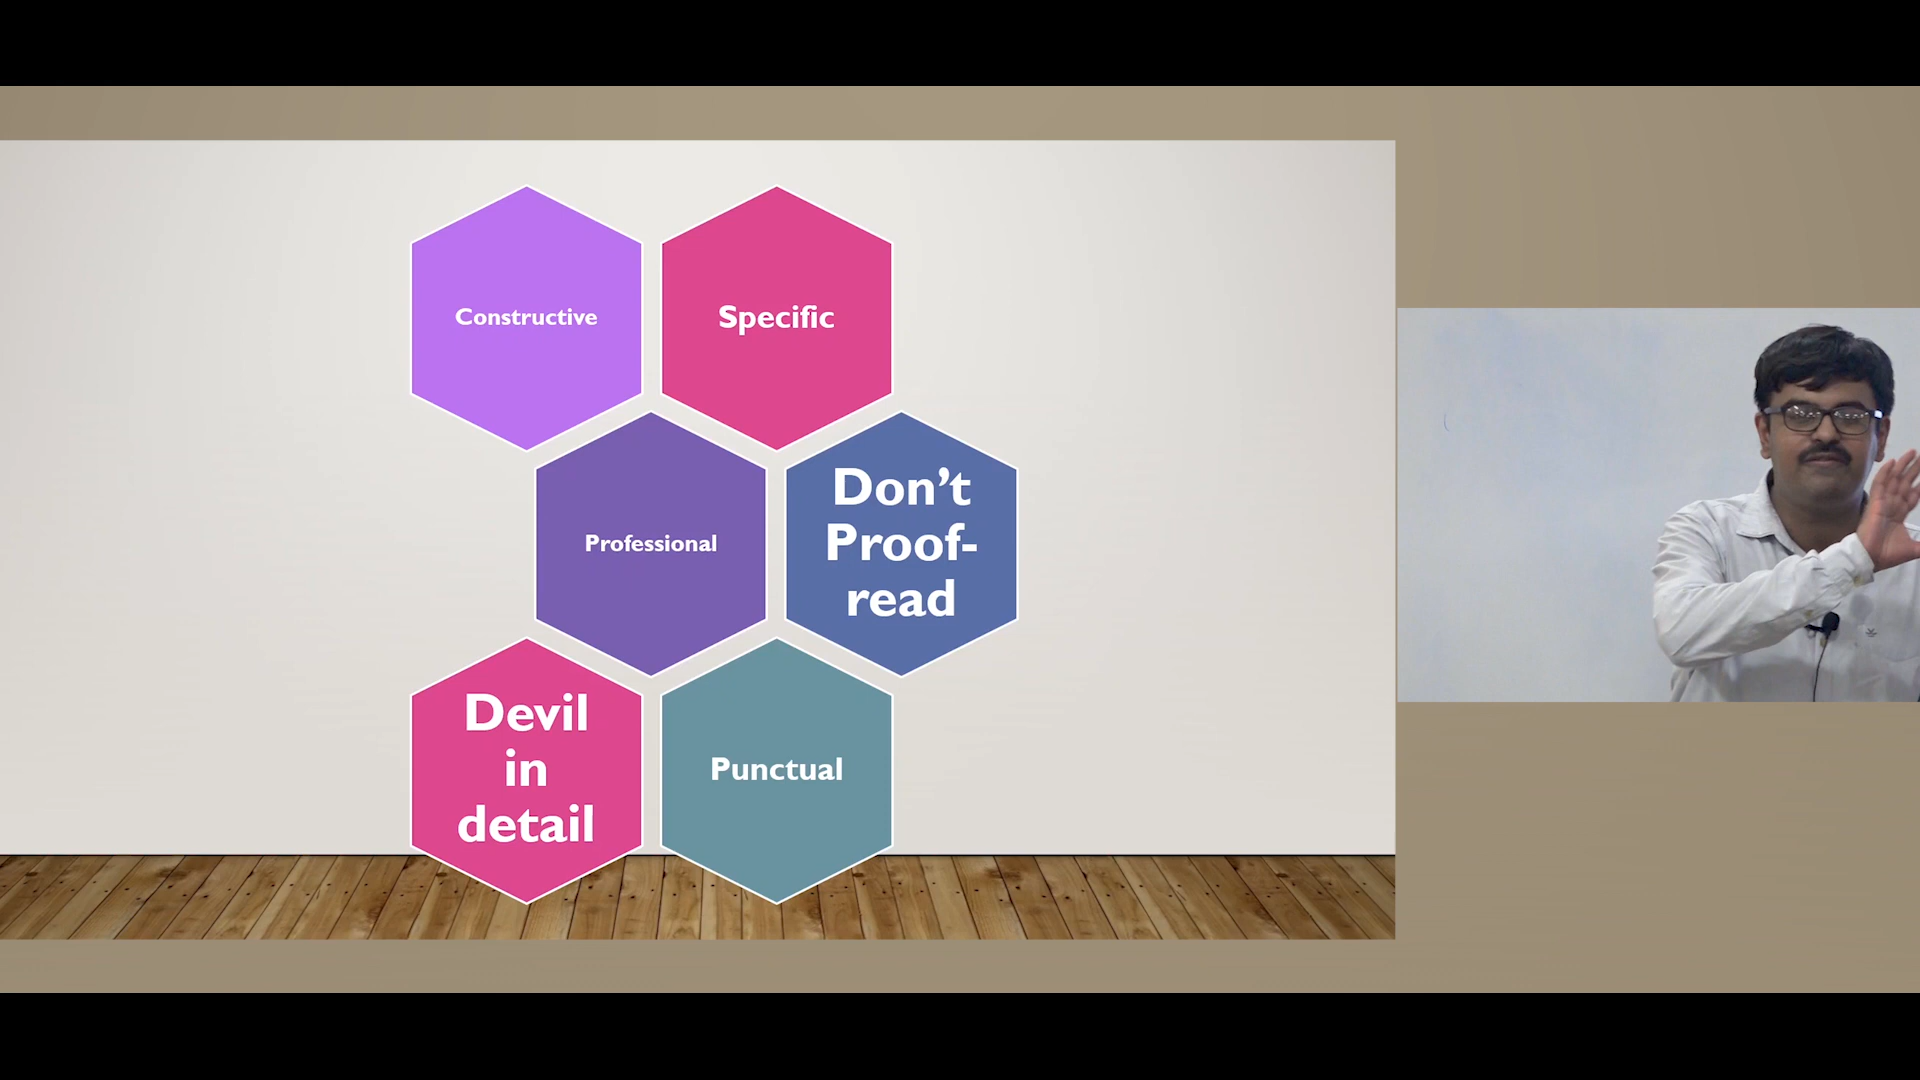 Constructive
Specific
Professional
Don’t
Proof-
read
Devil
in
detail
Punctual